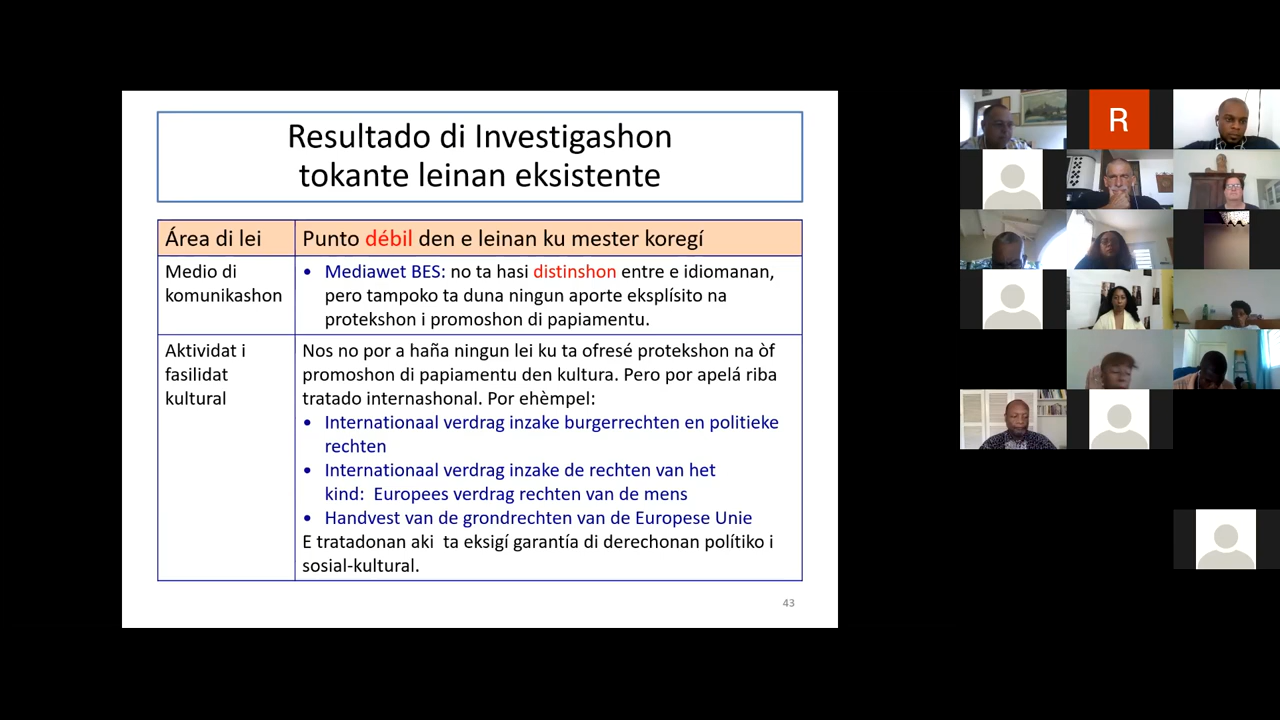 Resultado di Investigashon
tokante leinan eksistente
Área di lei
Punto débil den e leinan ku mester koregí
Medio di
komunikashon
• Mediawet BES: no ta hasi distinshon entre e idiomanan,
pero tampoko ta duna ningun aporte eksplísito na
protekshon i promoshon di papiamentu.
Aktividat i
fasilidat
kultural
Nos no por a haña ningun lei ku ta ofresé protekshon na òf
promoshon di papiamentu den kultura. Pero por apelá riba
tratado internashonal. Por ehèmpel:
• Internationaal verdrag inzake burgerrechten en politieke
rechten
• Internationaal verdrag inzake de rechten van het
kind: Europees verdrag rechten van de mens
• Handvest van de grondrechten van de Europese Unie
E tratadonan aki ta eksigí garantía di derechonan polítiko i
sosial-kultural.
43
R